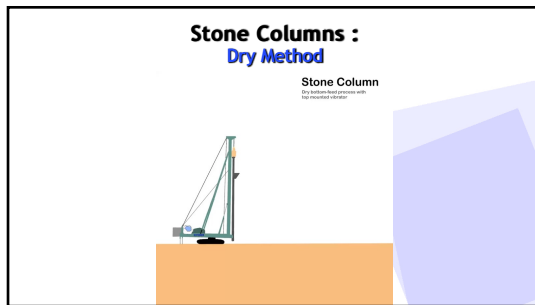 Stone Columns :
Dry Method
Stone Column
Dry bottom-feed process with
top mounted vibrator